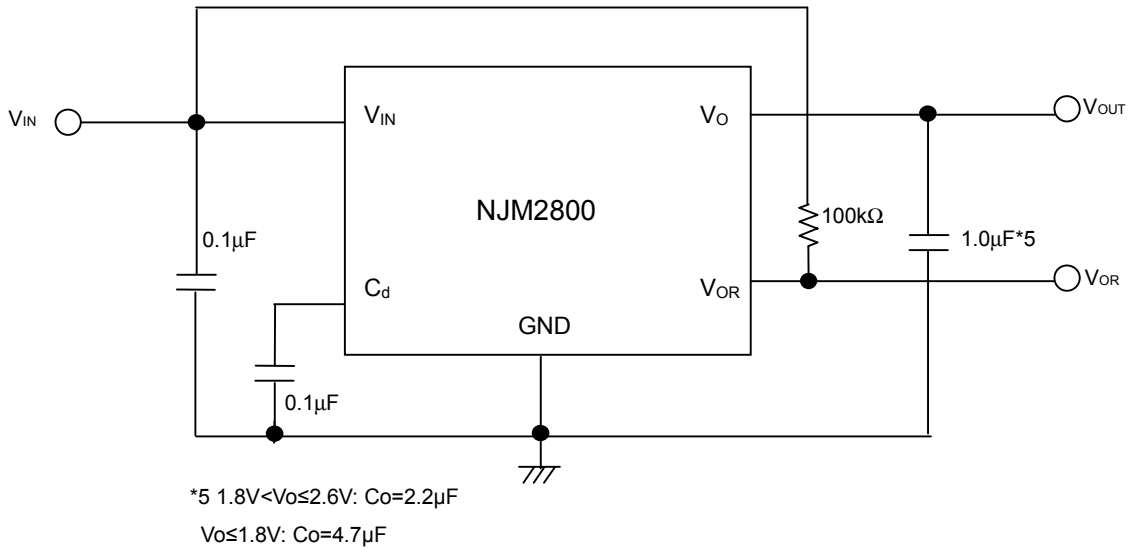 VIN
VIN
VO
VOUT
NJM2800
100kΩ
0.1μF
1.0μF*5
Cd
VOR
VOR
GND
0.1μF
*5 1.8V<Vo≤2.6V: Co=2.2μF
Vo≤1.8V: Co=4.7μF